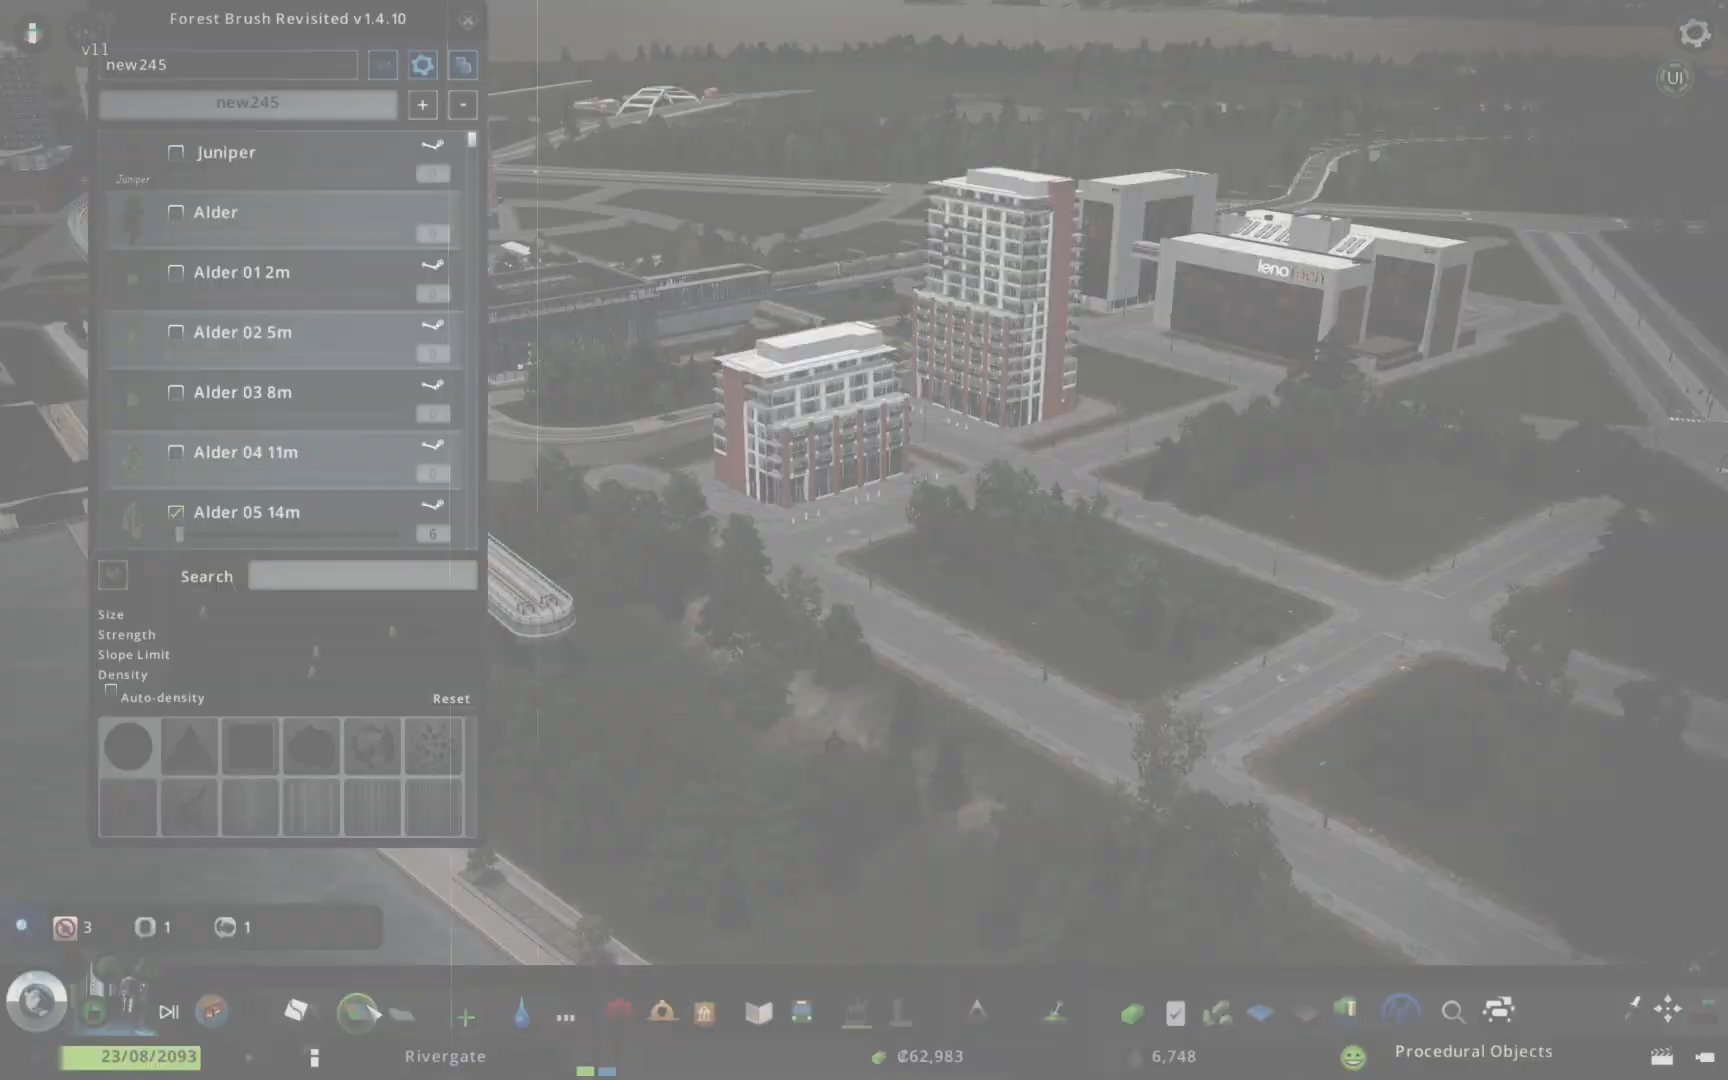 Forest Brush Revisited v1.4.10
v11
new245
new245
+
-
Juniper
Juniper
Alder
Alder 01 2m
Alder 02 5m
Alder 03 8m
Alder 04 11m
Alder 05 14m
6
Search
Size
Strength
Slope Limit
Density
Auto-density
Reset
UI
3
1
1
23/08/2093
Rivergate
₡62,983
6,748
Procedural Objects